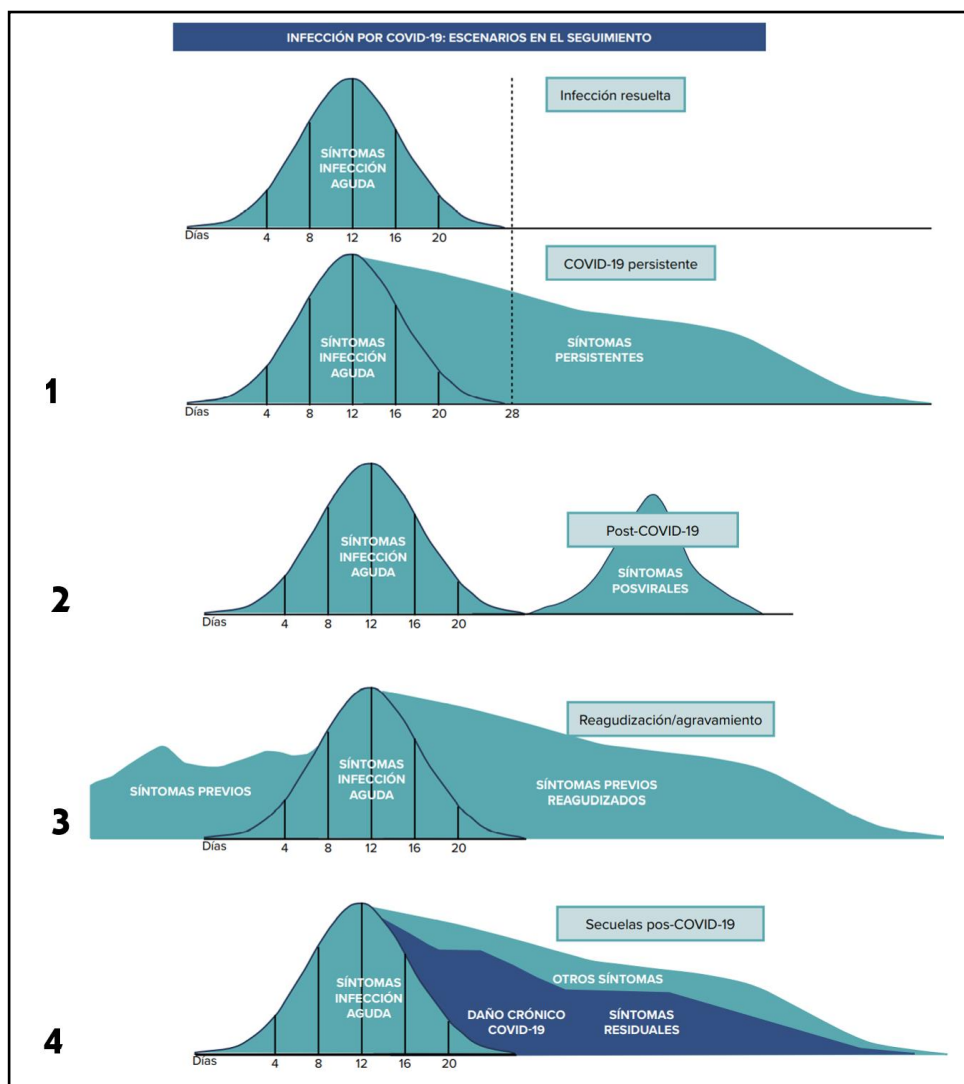 INFECCIÓN POR COVID-19: ESCENARIOS EN EL SEGUIMIENTO
Infección resuelta
SÍNTOMAS
INFECCIÓN
AGUDA
Días 4 8 12 16 20
COVID-19 persistente
SÍNTOMAS
INFECCIÓN
AGUDA
SÍNTOMAS
PERSISTENTES
1
Días 4 8 12 16 20 28
Post-COVID-19
SÍNTOMAS
INFECCIÓN
AGUDA
SÍNTOMAS
POSVIRALES
2
Días 4 8 12 16 20
Reagudización/agravamiento
SÍNTOMAS PREVIOS
SÍNTOMAS
INFECCIÓN
AGUDA
SÍNTOMAS PREVIOS
REAGUDIZADOS
3
Días 4 8 12 16 20
Secuelas pos-COVID-19
SÍNTOMAS
INFECCIÓN
AGUDA
OTROS SÍNTOMAS
DAÑO CRÓNICO
COVID-19
SÍNTOMAS
RESIDUALES
4
Días 4 8 12 16 20